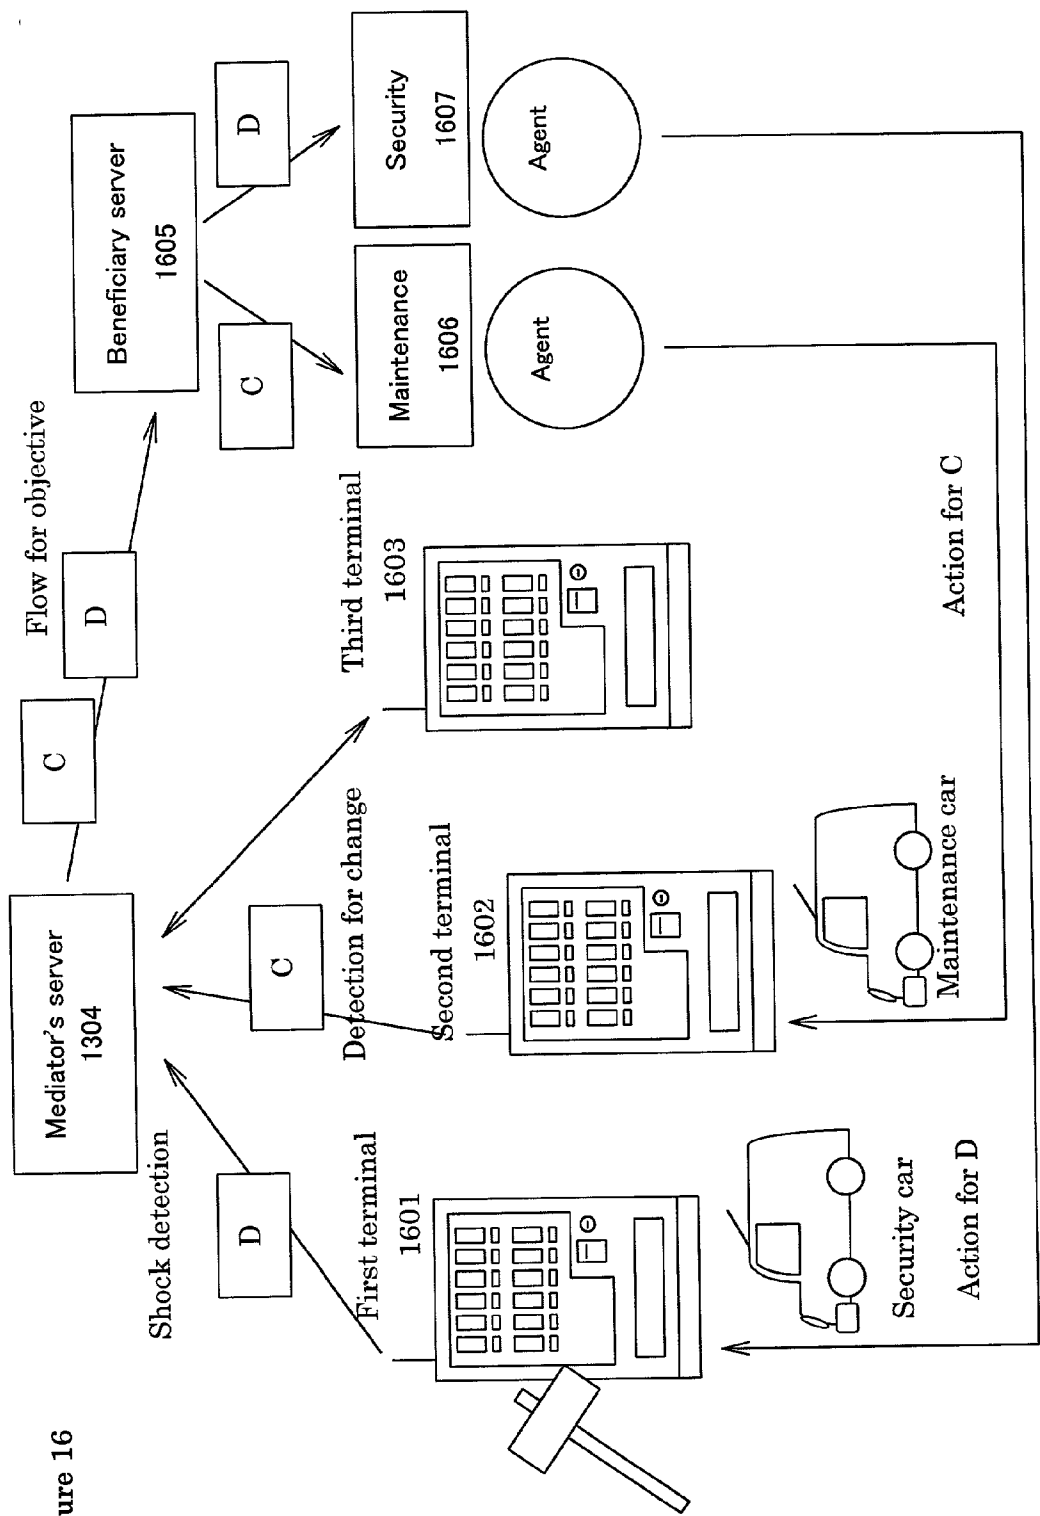 ure 16
Mediator's server
1304
C
D
Flow for objective
Beneficiary server
1605
Shock detection
D
C
Detection for change
C
D
First terminal
1601
Second terminal
1602
Third terminal
1603
Maintenance
1606
Security
1607
Agent
Agent
Security car
Action for D
Maintenance car
Action for C